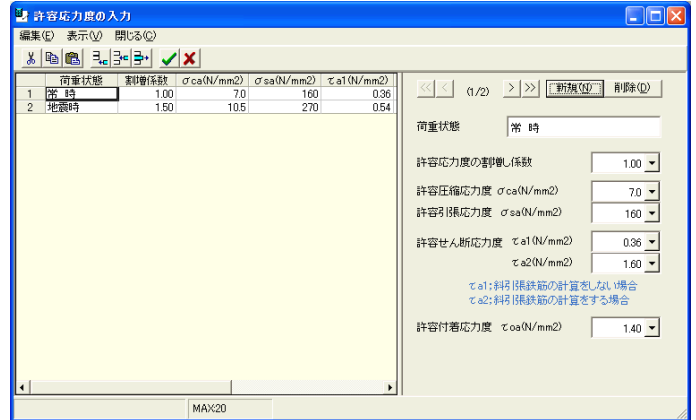 許容応力度の入力
編集(E) 表示(V) 閉じる(C)
荷重状態 割増係数 σca(N/mm2) σsa(N/mm2) τa1(N/mm2)
1 常 時 1.00 7.0 160 0.36
2 地震時 1.50 10.5 270 0.54
<< < (1/2) > >> 新規(N) 削除(D)
荷重状態 常 時
許容応力度の割増し係数 1.00
許容圧縮応力度 σca(N/mm2) 7.0
許容引張応力度 σsa(N/mm2) 160
許容せん断応力度 τa1(N/mm2) 0.36
τa2(N/mm2) 1.60
τa1;斜引張鉄筋の計算をしない場合
τa2;斜引張鉄筋の計算をする場合
許容付着応力度 τoa(N/mm2) 1.40
MAX:20